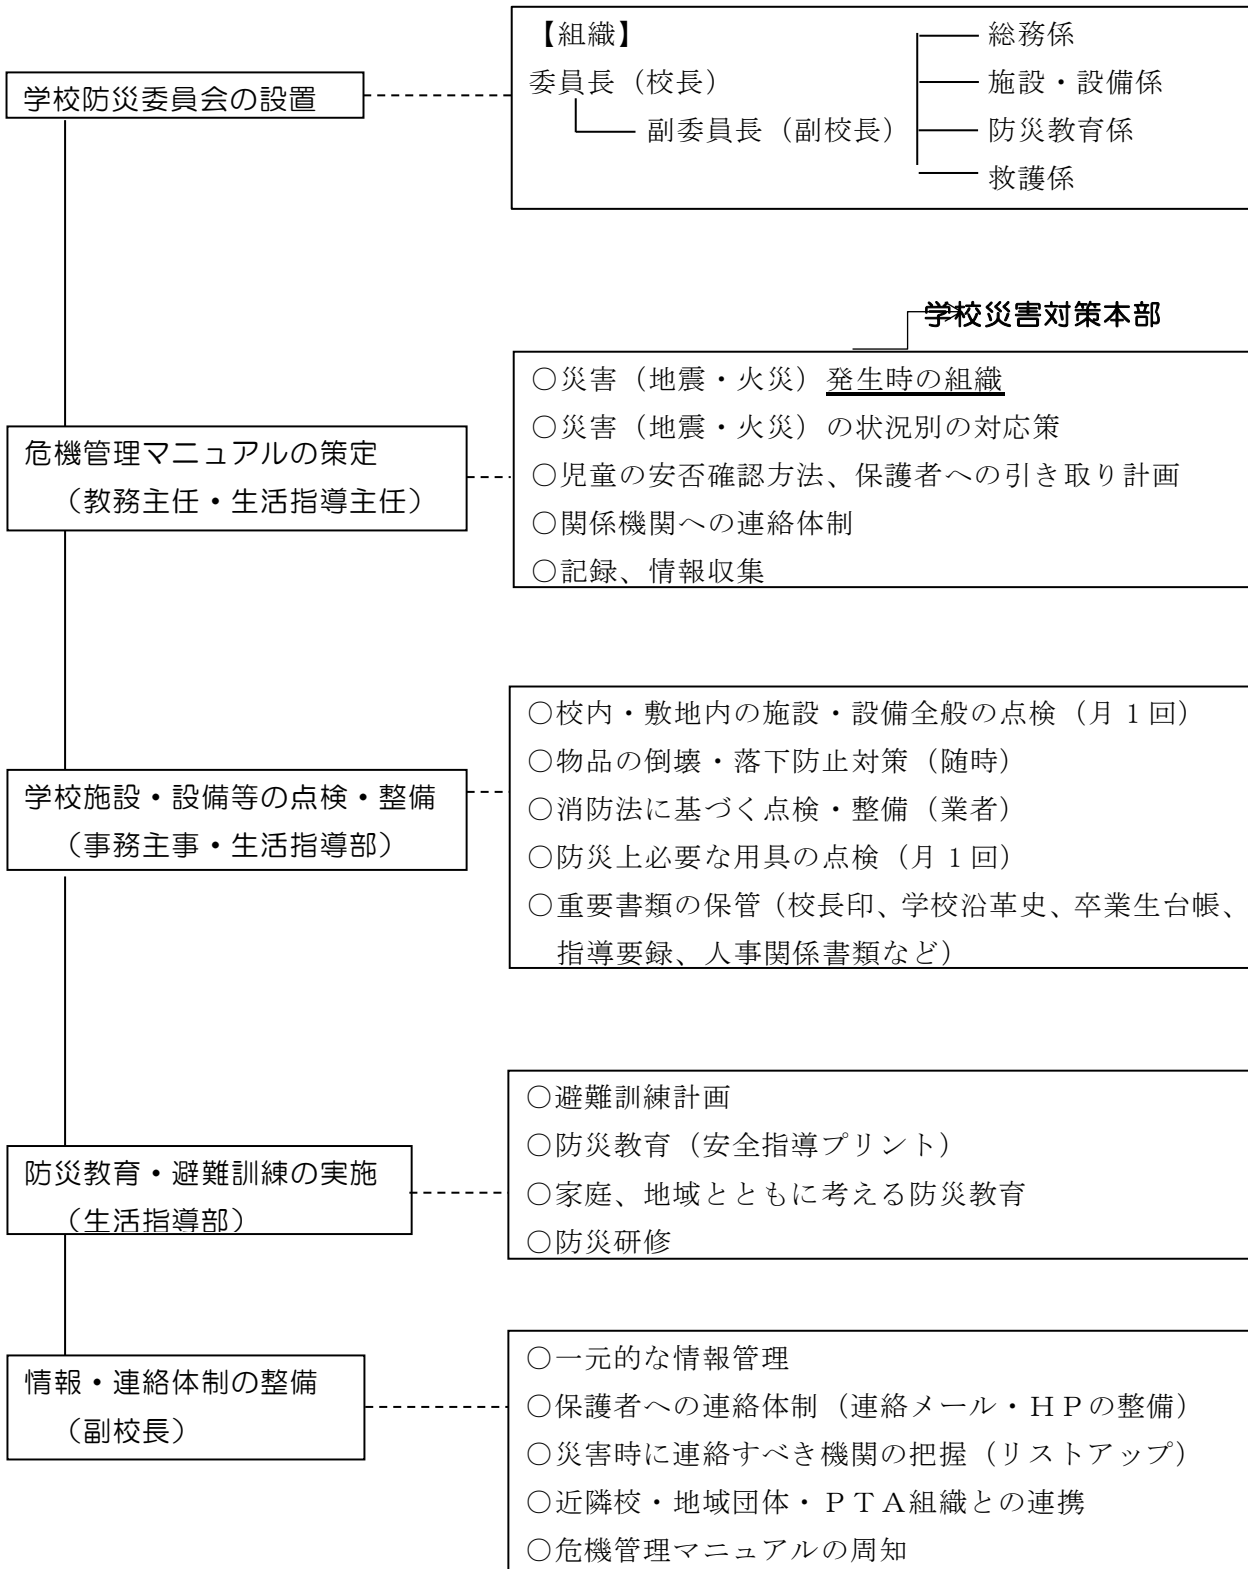 学校防災委員会の設置
【組織】
委員長（校長）
副委員長（副校長）
総務係
施設・設備係
防災教育係
救護係
学校災害対策本部
危機管理マニュアルの策定
（教務主任・生活指導主任）
○災害（地震・火災）発生時の組織
○災害（地震・火災）の状況別の対応策
○児童の安否確認方法、保護者への引き取り計画
○関係機関への連絡体制
○記録、情報収集
学校施設・設備等の点検・整備
（事務主事・生活指導部）
○校内・敷地内の施設・設備全般の点検（月１回）
○物品の倒壊・落下防止対策（随時）
○消防法に基づく点検・整備（業者）
○防災上必要な用具の点検（月１回）
○重要書類の保管（校長印、学校沿革史、卒業生台帳、
指導要録、人事関係書類など）
防災教育・避難訓練の実施
（生活指導部）
○避難訓練計画
○防災教育（安全指導プリント）
○家庭、地域とともに考える防災教育
○防災研修
情報・連絡体制の整備
（副校長）
○一元的な情報管理
○保護者への連絡体制（連絡メール・ＨＰの整備）
○災害時に連絡すべき機関の把握（リストアップ）
○近隣校・地域団体・ＰＴＡ組織との連携
○危機管理マニュアルの周知